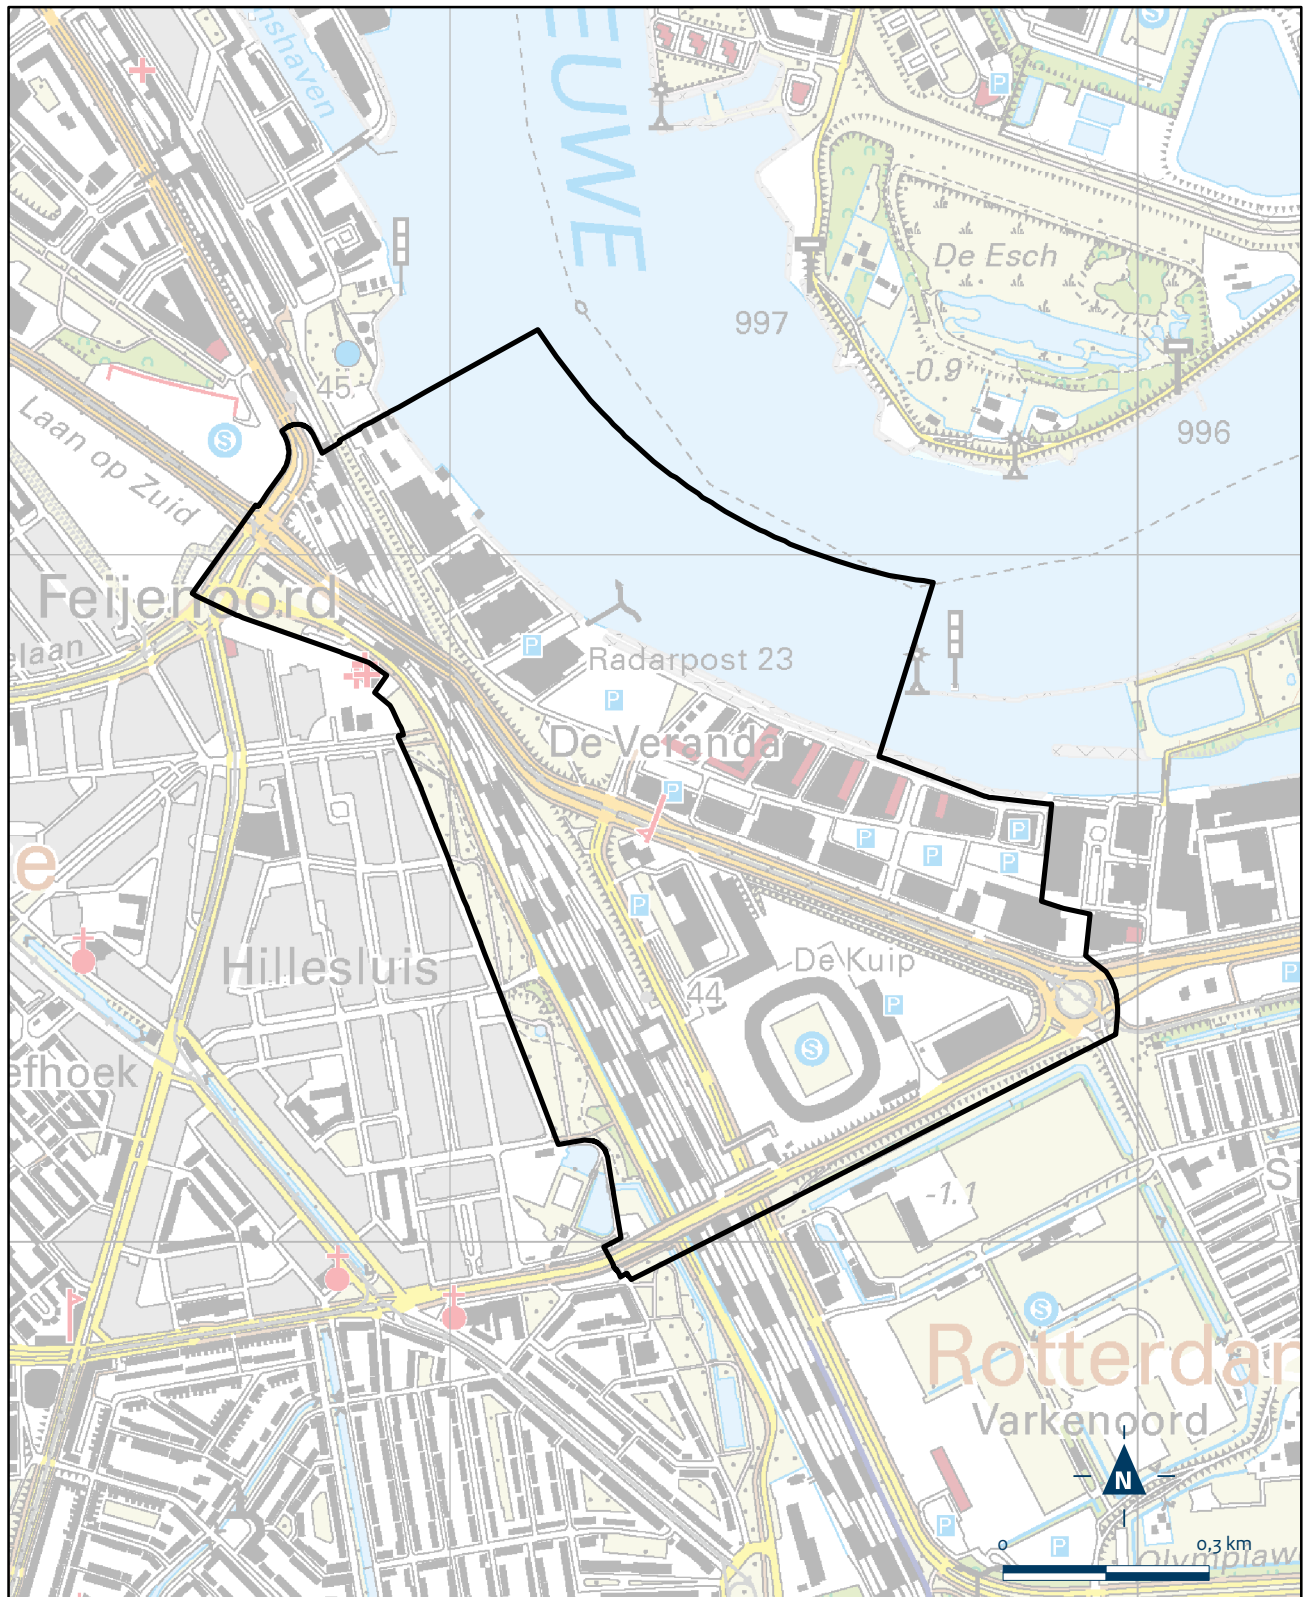 nshaven
EUWE
S
P
De Esch
997
0.9
996
45
S
Laan op Zuid
Feijenoord
elaan
P
Radarpost 23
P
De Veranda
P
P
P
P
P
e
P
Hillesluis
De Kuip
44
P
P
S
efhoek
-1.1
S
S
Rotterdam
Varkenoord
N
P
P
0
0,3 km
Olympiaw